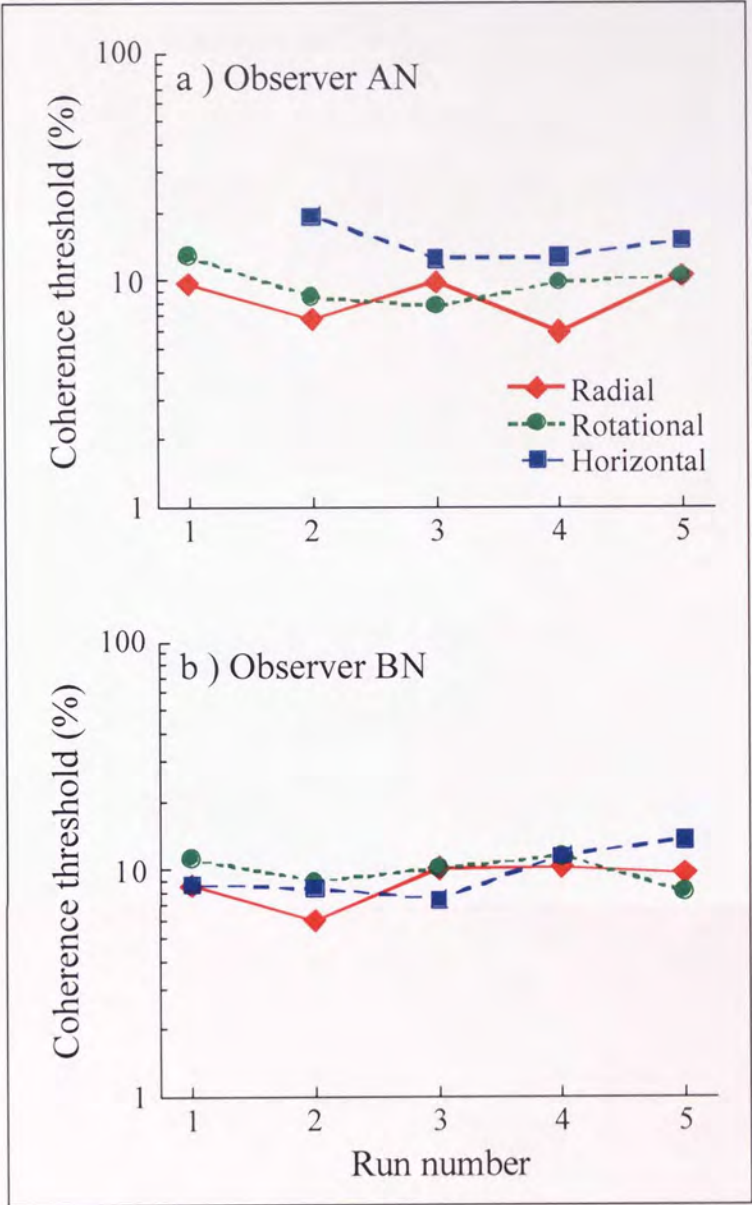 100
a ) Observer AN
Coherence threshold (%)
10
Radial
Rotational
Horizontal
1
1 2 3 4 5
100
b ) Observer BN
Coherence threshold (%)
10
1
1 2 3 4 5
Run number